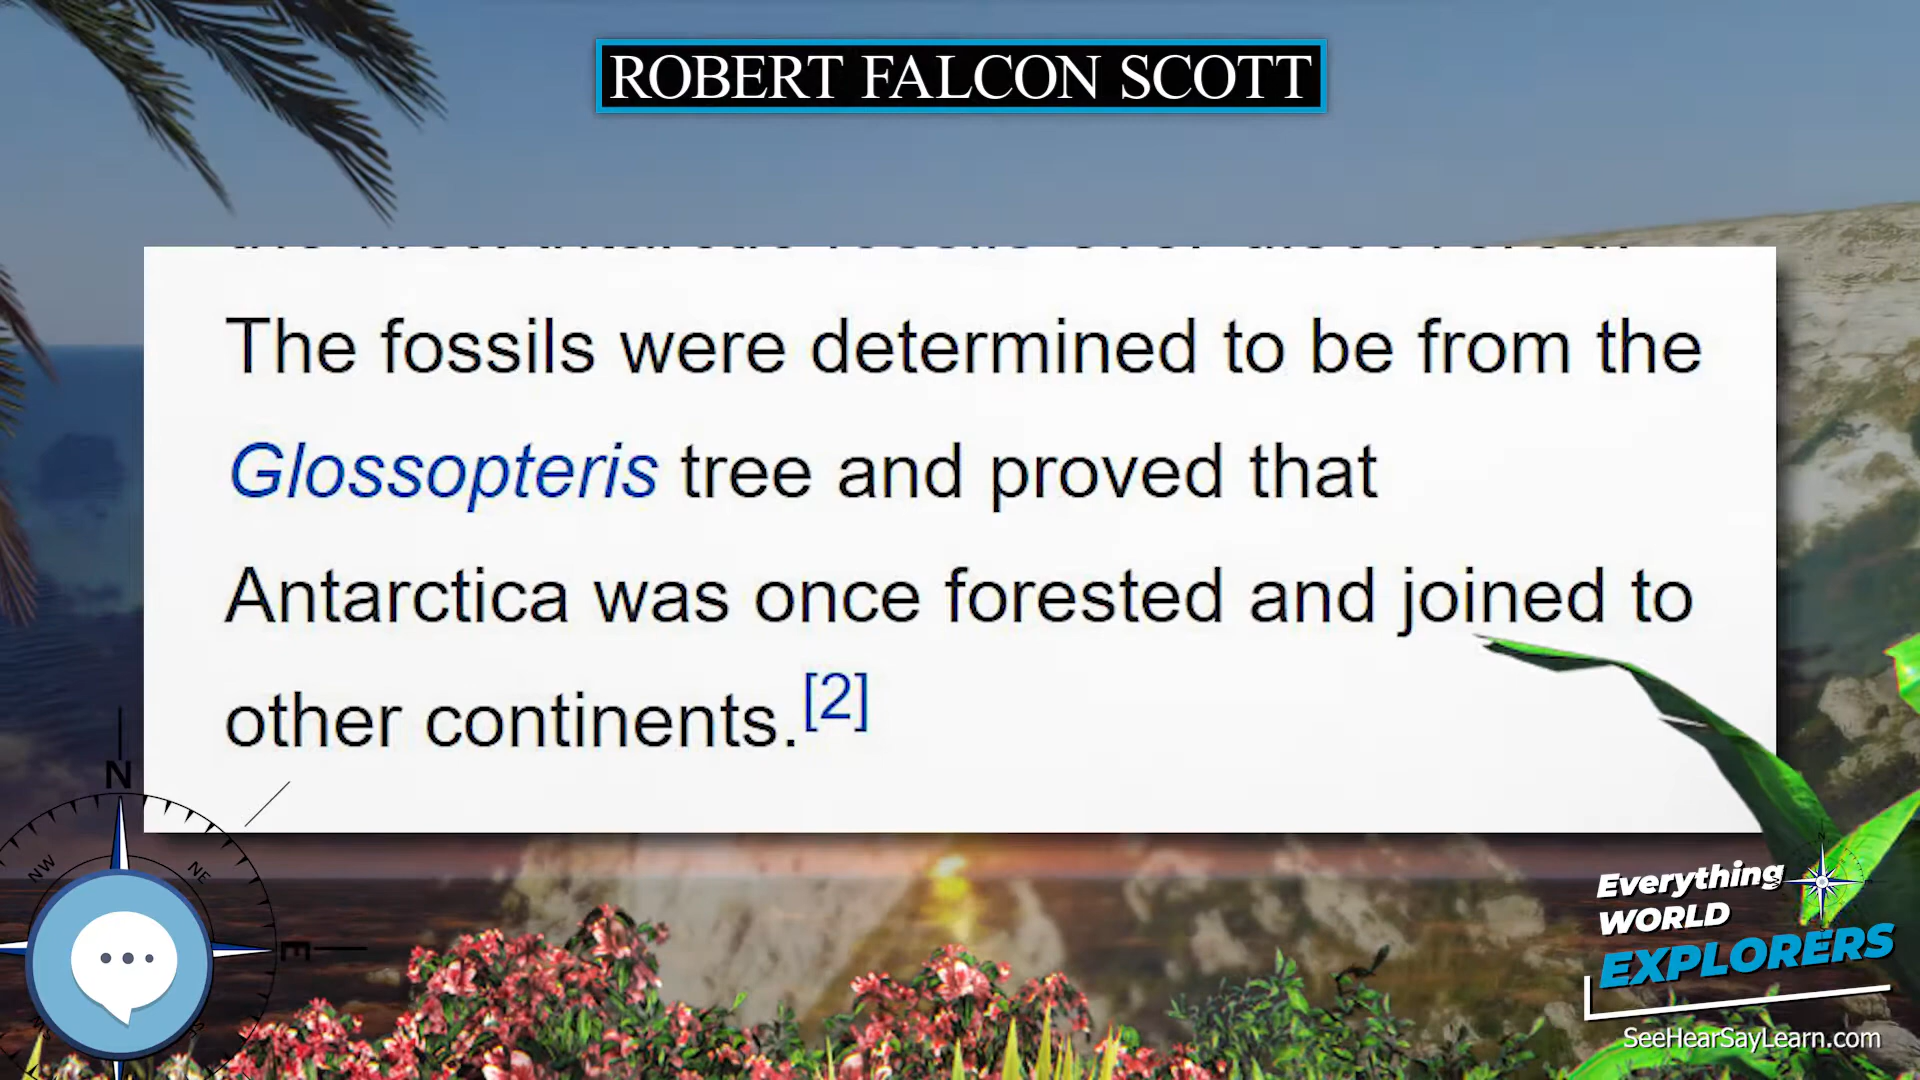 ROBERT FALCON SCOTT
The fossils were determined to be from the
Glossopteris tree and proved that
Antarctica was once forested and joined to
other continents.[2]
N
NW
NE
E
Everything
WORLD
EXPLORERS
SeeHearSayLearn.com